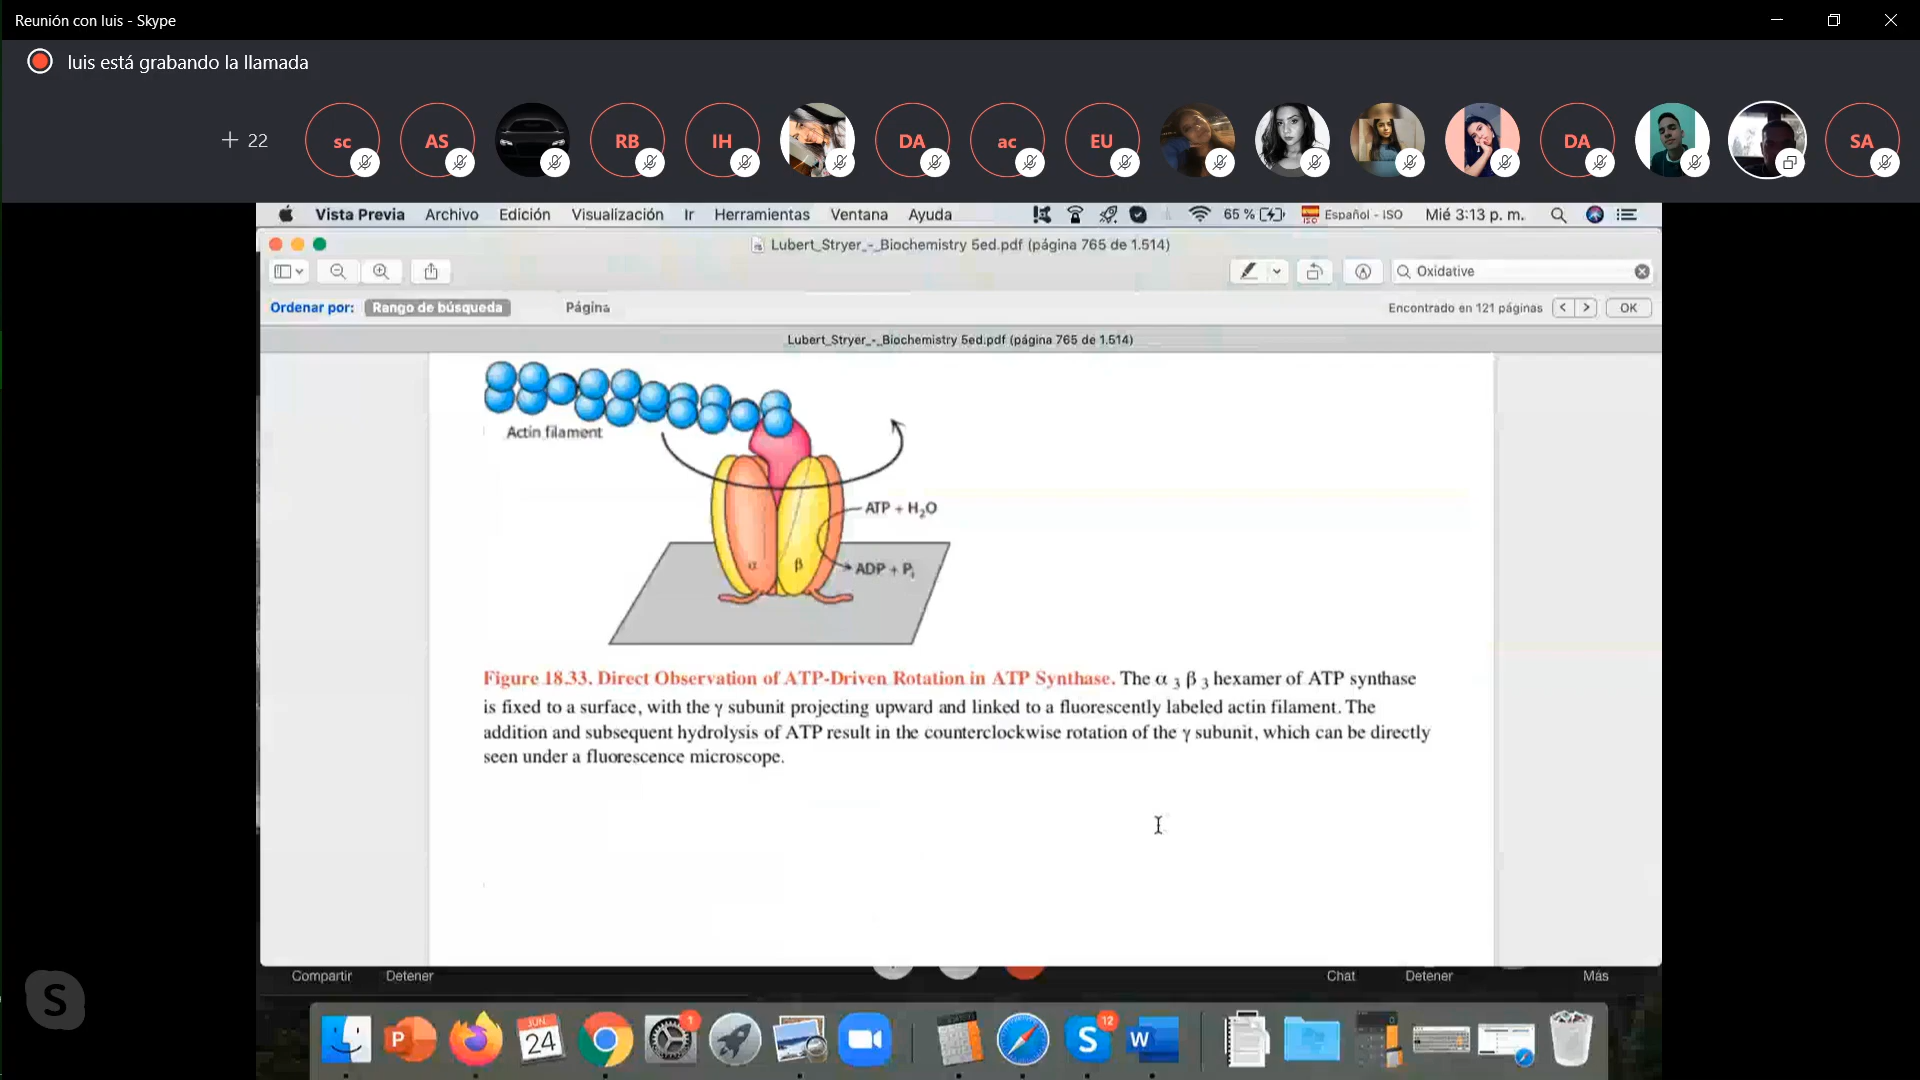 Reunión con luis - Skype
luis está grabando la llamada
+ 22
sc
AS
RB
IH
DA
ac
EU
DA
SA
Vista Previa Archivo Edición Visualización Ir Herramientas Ventana Ayuda
65 % ISO Español - ISO Mié 3:13 p. m.
Lubert_Stryer_-_Biochemistry 5ed.pdf (página 765 de 1.514)
Oxidative
Ordenar por: Rango de búsqueda Página
Encontrado en 121 páginas < > OK
Lubert_Stryer_-_Biochemistry 5ed.pdf (página 765 de 1.514)
Actin filament
ATP + H₂O
α β
ADP + Pᵢ
Figure 18.33. Direct Observation of ATP-Driven Rotation in ATP Synthase. The α ₃ β ₃ hexamer of ATP synthase
is fixed to a surface, with the γ subunit projecting upward and linked to a fluorescently labeled actin filament. The
addition and subsequent hydrolysis of ATP result in the counterclockwise rotation of the γ subunit, which can be directly
seen under a fluorescence microscope.
Compartir Detener Chat Detener Más
S
P
JUN
24
1
S
12
W